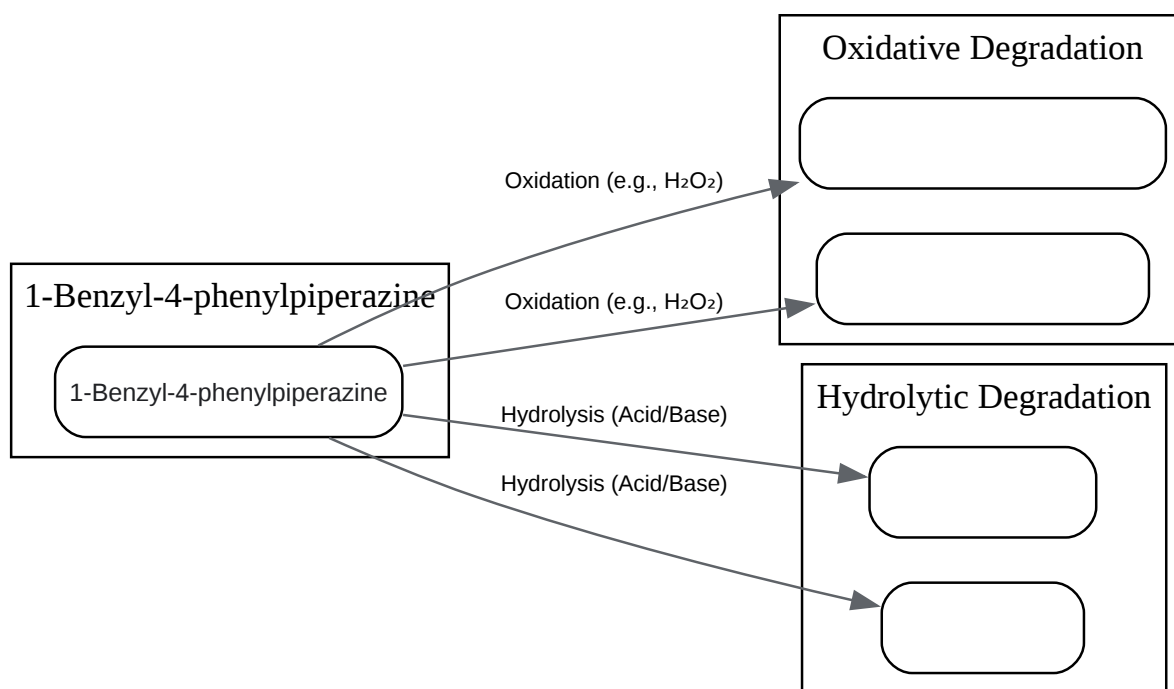 Oxidative Degradation
Oxidation (e.g., H₂O₂)
1-Benzyl-4-phenylpiperazine
Oxidation (e.g., H₂O₂)
1-Benzyl-4-phenylpiperazine
Hydrolytic Degradation
Hydrolysis (Acid/Base)
Hydrolysis (Acid/Base)